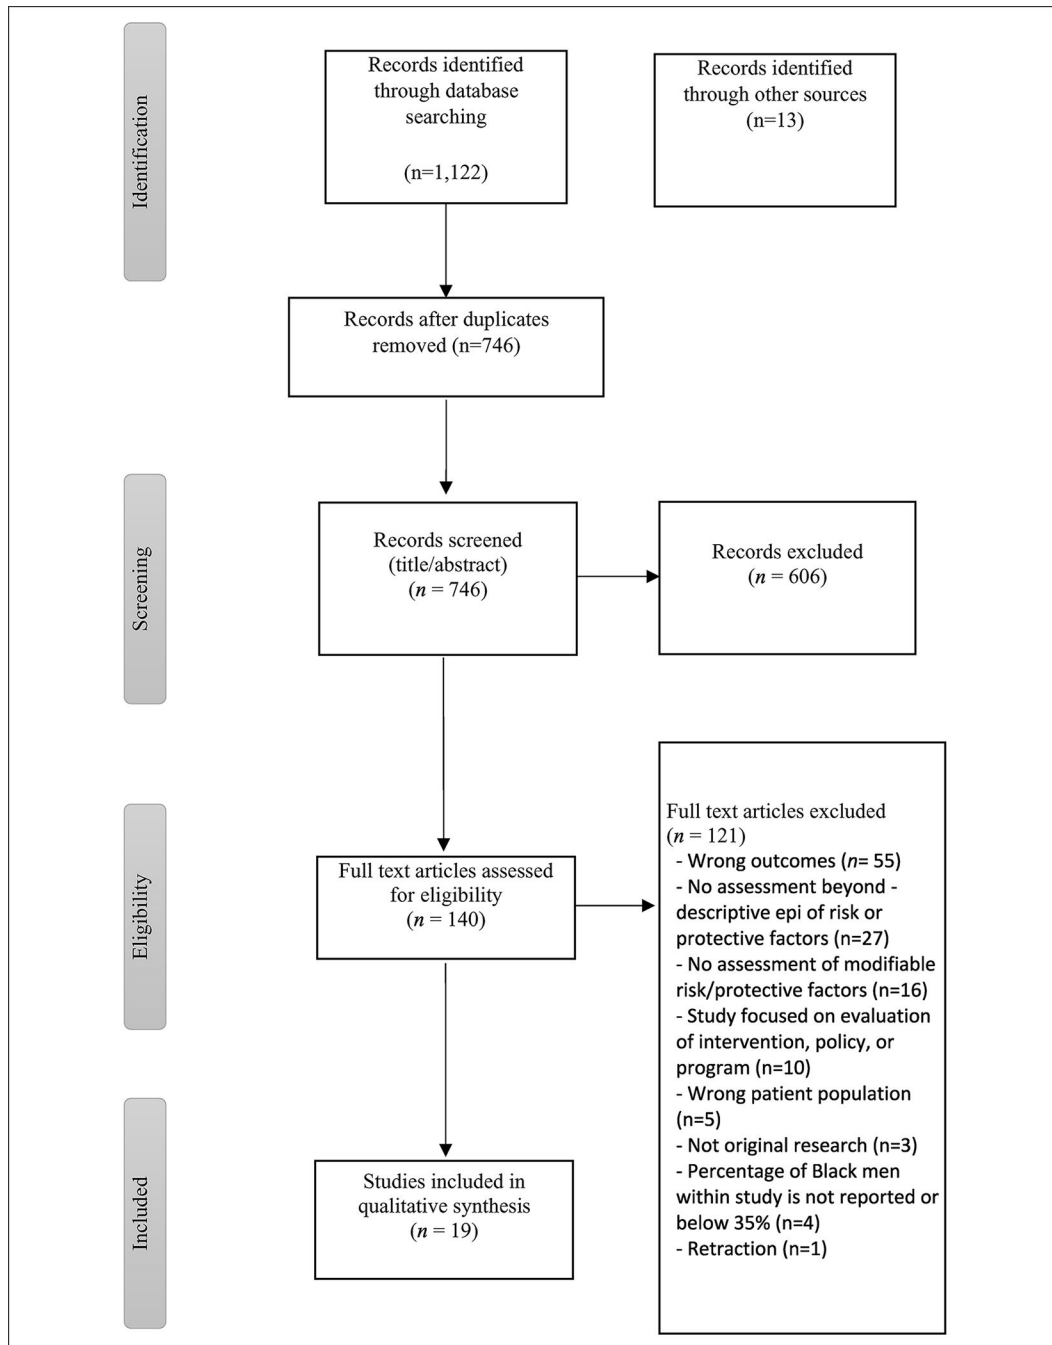 Identification
Records identified
through database
searching
(n=1,122)
Records identified
through other sources
(n=13)
Records after duplicates
removed (n=746)
Screening
Records screened
(title/abstract)
(n = 746)
Records excluded
(n = 606)
Eligibility
Full text articles assessed
for eligibility
(n = 140)
Full text articles excluded
(n = 121)
- Wrong outcomes (n= 55)
- No assessment beyond -
descriptive epi of risk or
protective factors (n=27)
- No assessment of modifiable
risk/protective factors (n=16)
- Study focused on evaluation
of intervention, policy, or
program (n=10)
- Wrong patient population
(n=5)
- Not original research (n=3)
- Percentage of Black men
within study is not reported or
below 35% (n=4)
- Retraction (n=1)
Included
Studies included in
qualitative synthesis
(n = 19)